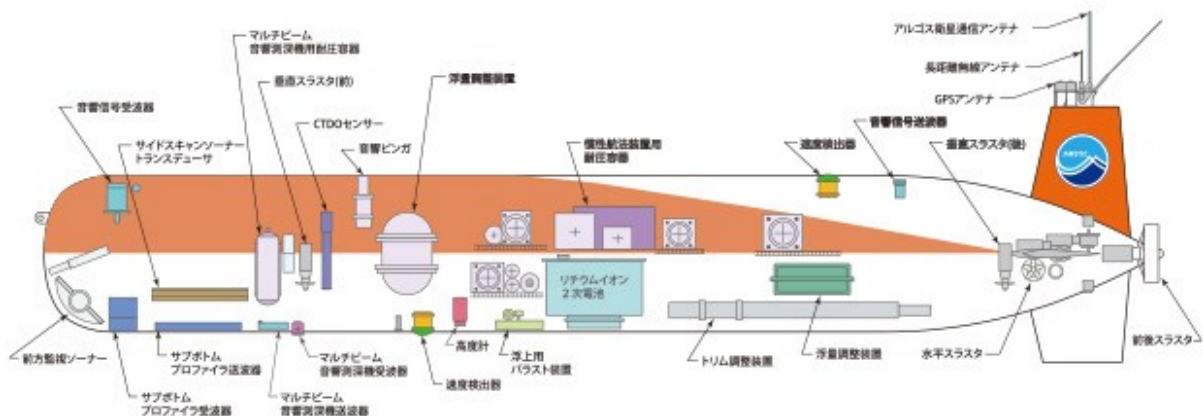 アルゴス衛星通信アンテナ
長距離無線アンテナ
GPSアンテナ
マルチビーム
音響測深機用耐圧容器
垂直スラスタ(前)
浮量調整装置
音響信号受波器
CTDOセンサー
サイドスキャンソーナー
トランスデューサ
音響ピンガ
慣性航法装置用
耐圧容器
速度検出器
音響信号送波器
垂直スラスタ(後)
リチウムイオン
2次電池
前方監視ソーナー
サブボトム
プロファイラ送波器
マルチビーム
音響測深機受波器
高度計
浮上用
バラスト装置
トリム調整装置
浮量調整装置
水平スラスタ
前後スラスタ
速度検出器
サブボトム
プロファイラ受波器
マルチビーム
音響測深機送波器
JAMSTEC